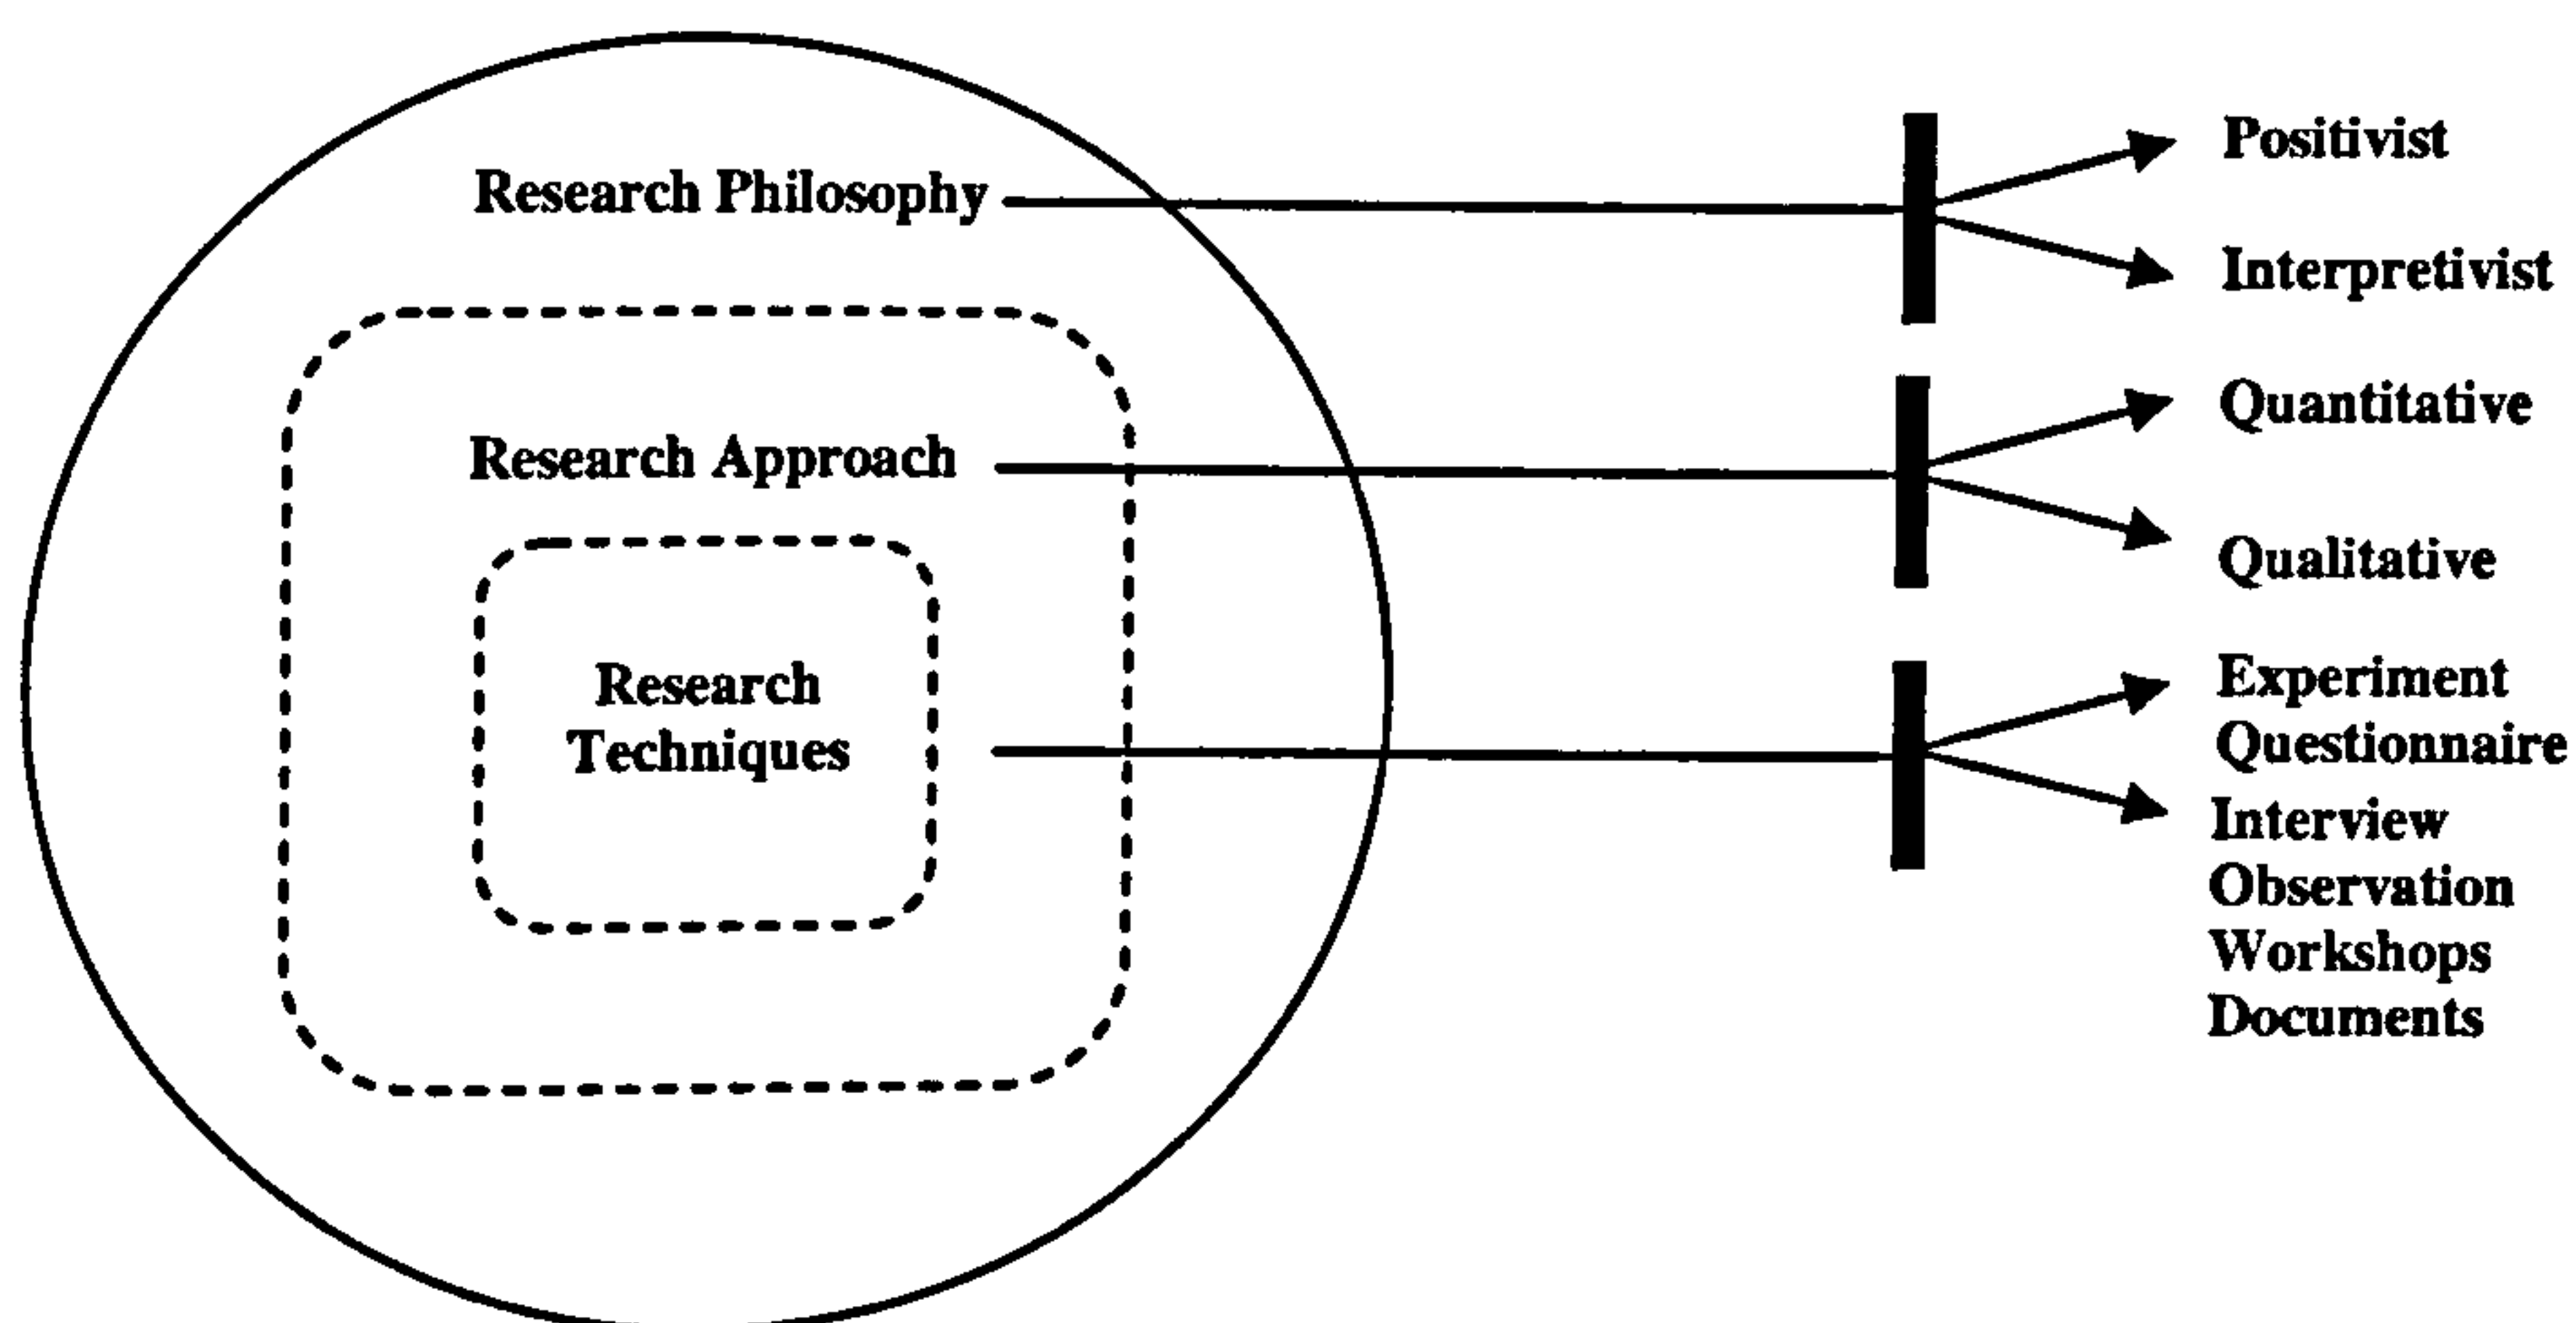 Research Philosophy
Positivist
Interpretivist
Research Approach
Quantitative
Qualitative
Research
Techniques
Experiment
Questionnaire
Interview
Observation
Workshops
Documents